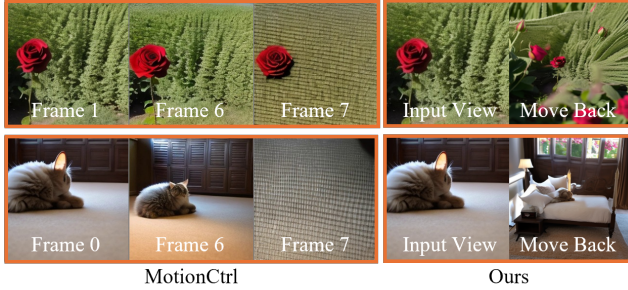 Frame 1 Frame 6 Frame 7 Input View Move Back
Frame 0 Frame 6 Frame 7 Input View Move Back
MotionCtrl Ours